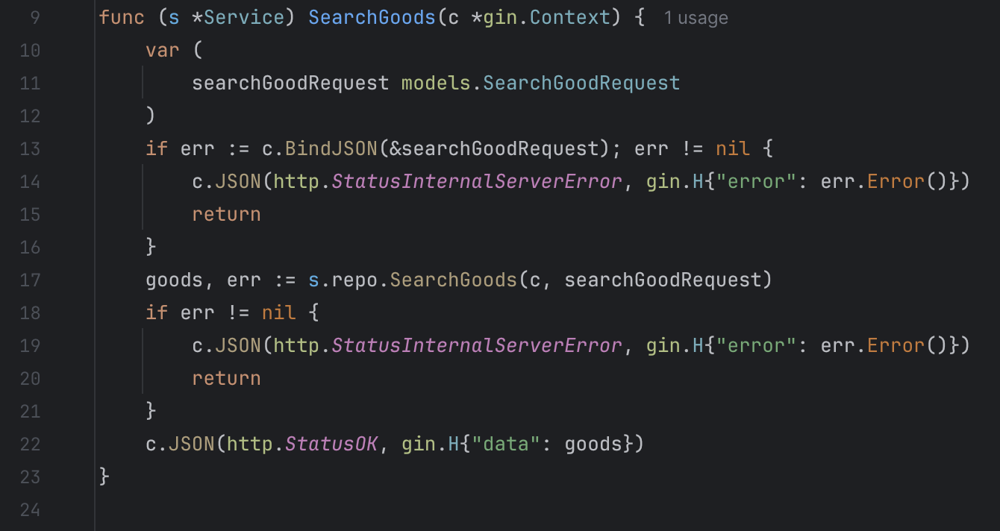 9 func (s *Service) SearchGoods(c *gin.Context) { 1 usage
10 var (
11 searchGoodRequest models.SearchGoodRequest
12 )
13 if err := c.BindJSON(&searchGoodRequest); err != nil {
14 c.JSON(http.StatusInternalServerError, gin.H{"error": err.Error()})
15 return
16 }
17 goods, err := s.repo.SearchGoods(c, searchGoodRequest)
18 if err != nil {
19 c.JSON(http.StatusInternalServerError, gin.H{"error": err.Error()})
20 return
21 }
22 c.JSON(http.StatusOK, gin.H{"data": goods})
23 }
24